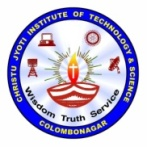 CHRISTU JYOTI INSTITUTE OF TECHNOLOGY & SCIENCE
Wisdom Truth Service
COLOMBONAGAR